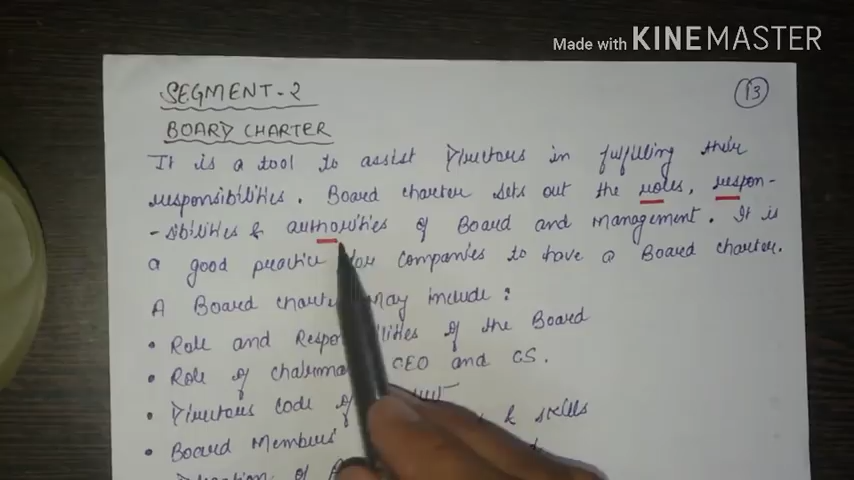 Made with KINEMASTER
SEGMENT-2
13
BOARD CHARTER
It is a tool to assist Directors in fulfilling their
responsibilities. Board charter sets out the roles, respon-
-sibilities & authorities of Board and management. It is
a good practice for companies to have a Board charter.
A Board may include:
• Role and of the Board
• Role of CEO and CS.
• Directors code of
• Board Members & skills
of